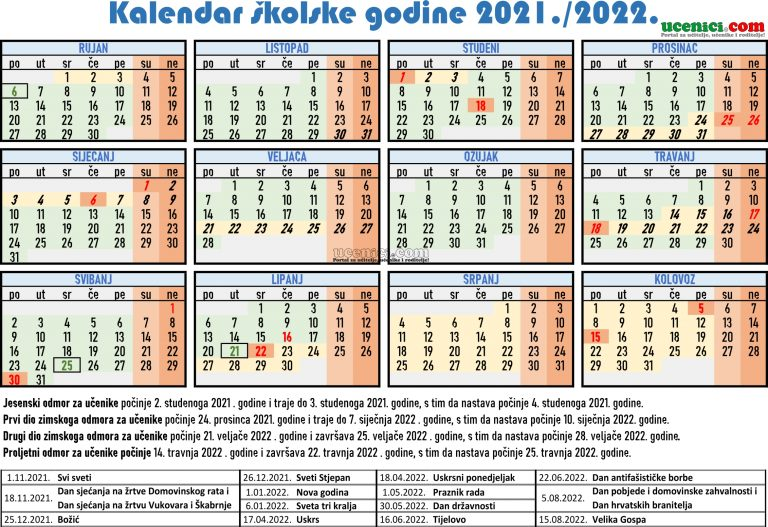 Kalendar školske godine 2021./2022.
ucenici.com
Portal za učitelje, učenike i roditelje!
RUJAN
po ut sr če pe su ne
1 2 3 4 5
6 7 8 9 10 11 12
13 14 15 16 17 18 19
20 21 22 23 24 25 26
27 28 29 30
LISTOPAD
po ut sr če pe su ne
1 2 3
4 5 6 7 8 9 10
11 12 13 14 15 16 17
18 19 20 21 22 23 24
25 26 27 28 29 30 31
STUDENI
po ut sr če pe su ne
1 2 3 4 5 6 7
8 9 10 11 12 13 14
15 16 17 18 19 20 21
22 23 24 25 26 27 28
29 30
PROSINAC
po ut sr če pe su ne
1 2 3 4 5
6 7 8 9 10 11 12
13 14 15 16 17 18 19
20 21 22 23 24 25 26
27 28 29 30 31
SIJEČANJ
po ut sr če pe su ne
1 2
3 4 5 6 7 8 9
10 11 12 13 14 15 16
17 18 19 20 21 22 23
24 25 26 27 28 29 30
31
VELJAČA
po ut sr če pe su ne
1 2 3 4 5 6
7 8 9 10 11 12 13
14 15 16 17 18 19 20
21 22 23 24 25 26 27
28
OŽUJAK
po ut sr če pe su ne
1 2 3 4 5 6
7 8 9 10 11 12 13
14 15 16 17 18 19 20
21 22 23 24 25 26 27
28 29 30 31
TRAVANJ
po ut sr če pe su ne
1 2 3
4 5 6 7 8 9 10
11 12 13 14 15 16 17
18 19 20 21 22 23 24
25 26 27 28 29 30
ucenici.com
Portal za učitelje, učenike i roditelje!
SVIBANJ
po ut sr če pe su ne
1
2 3 4 5 6 7 8
9 10 11 12 13 14 15
16 17 18 19 20 21 22
23 24 25 26 27 28 29
30 31
LIPANJ
po ut sr če pe su ne
1 2 3 4 5
6 7 8 9 10 11 12
13 14 15 16 17 18 19
20 21 22 23 24 25 26
27 28 29 30
SRPANJ
po ut sr če pe su ne
1 2 3
4 5 6 7 8 9 10
11 12 13 14 15 16 17
18 19 20 21 22 23 24
25 26 27 28 29 30 31
KOLOVOZ
po ut sr če pe su ne
1 2 3 4 5 6 7
8 9 10 11 12 13 14
15 16 17 18 19 20 21
22 23 24 25 26 27 28
29 30 31
Jesenski odmor za učenike počinje 2. studenoga 2021 . godine i traje do 3. studenoga 2021. godine, s tim da nastava počinje 4. studenoga 2021. godine.
Prvi dio zimskoga odmora za učenike počinje 24. prosinca 2021. godine i traje do 7. siječnja 2022 . godine, s tim da nastava počinje 10. siječnja 2022. godine.
Drugi dio zimskoga odmora za učenike počinje 21. veljače 2022 . godine i završava 25. veljače 2022 . godine, s tim da nastava počinje 28. veljače 2022. godine.
Proljetni odmor za učenike počinje 14. travnja 2022 . godine i završava 22. travnja 2022 . godine, s tim da nastava počinje 25. travnja 2022. godine.
1.11.2021. Svi sveti
18.11.2021. Dan sjećanja na žrtve Domovinskog rata i
Dan sjećanja na žrtvu Vukovara i Škabrnje
25.12.2021. Božić
26.12.2021. Sveti Stjepan
1.01.2022. Nova godina
6.01.2022. Sveta tri kralja
17.04.2022. Uskrs
18.04.2022. Uskrsni ponedjeljak
1.05.2022. Praznik rada
30.05.2022. Dan državnosti
16.06.2022. Tijelovo
22.06.2022. Dan antifašističke borbe
5.08.2022. Dan pobjede i domovinske zahvalnosti i
Dan hrvatskih branitelja
15.08.2022. Velika Gospa